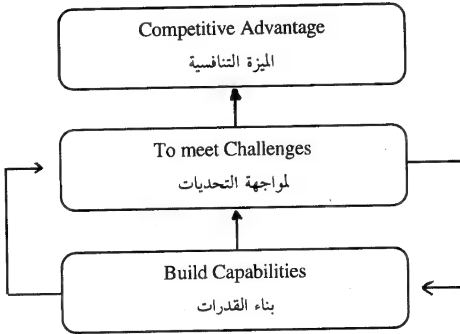 Competitive Advantage
الميزة التنافسية
To meet Challenges
لمواجهة التحديات
Build Capabilities
بناء القدرات